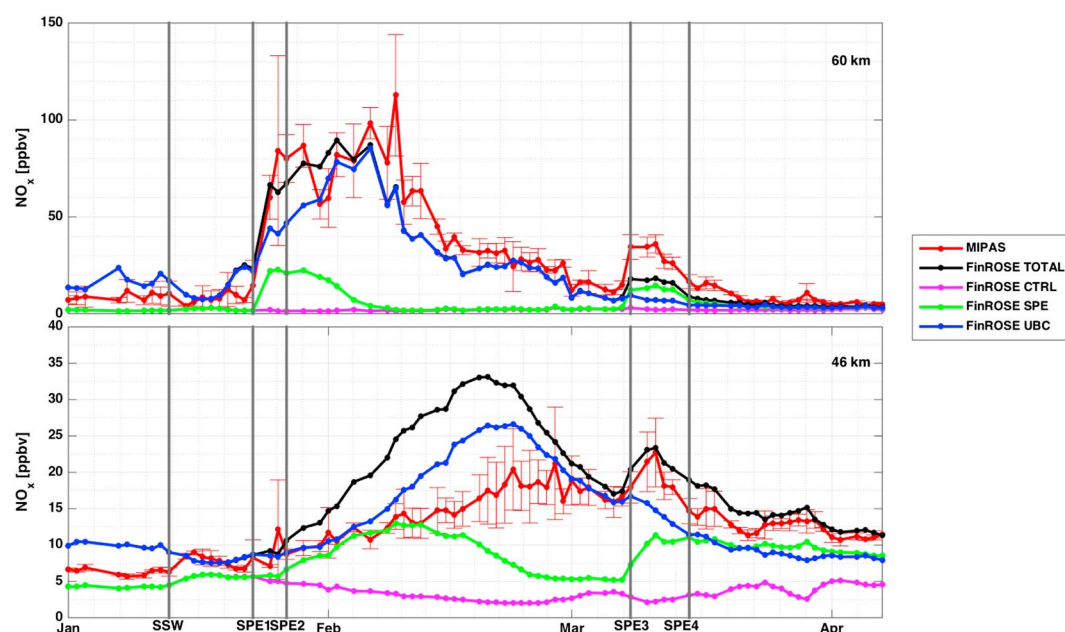 150
100
50
0
NOx [ppbv]
60 km
MIPAS
FinROSE TOTAL
FinROSE CTRL
FinROSE SPE
FinROSE UBC
40
35
30
25
20
15
10
5
0
NOx [ppbv]
46 km
Jan SSW SPE1 SPE2 Feb Mar SPE3 SPE4 Apr